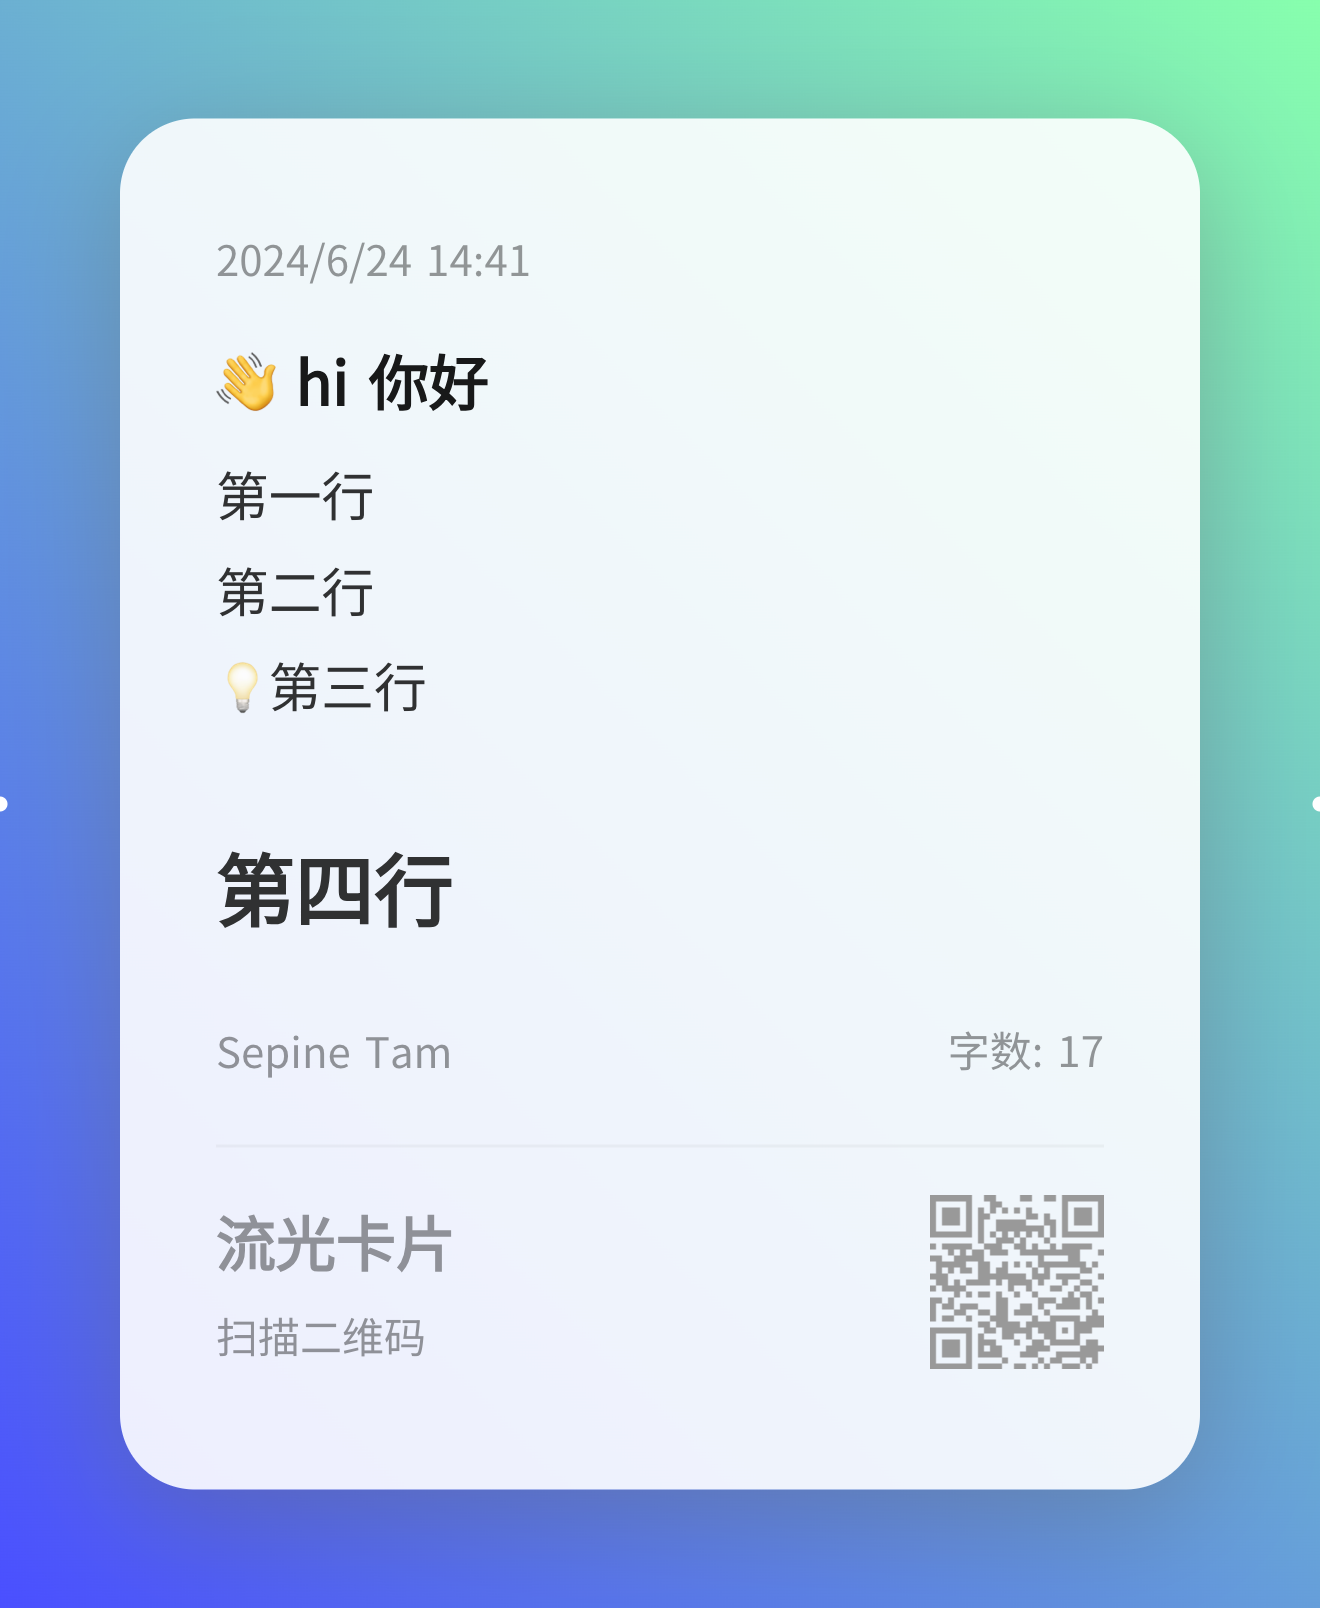 2024/6/24 14:41
👋 hi 你好
第一行
第二行
💡第三行
第四行
Sepine Tam
字数: 17
流光卡片
扫描二维码